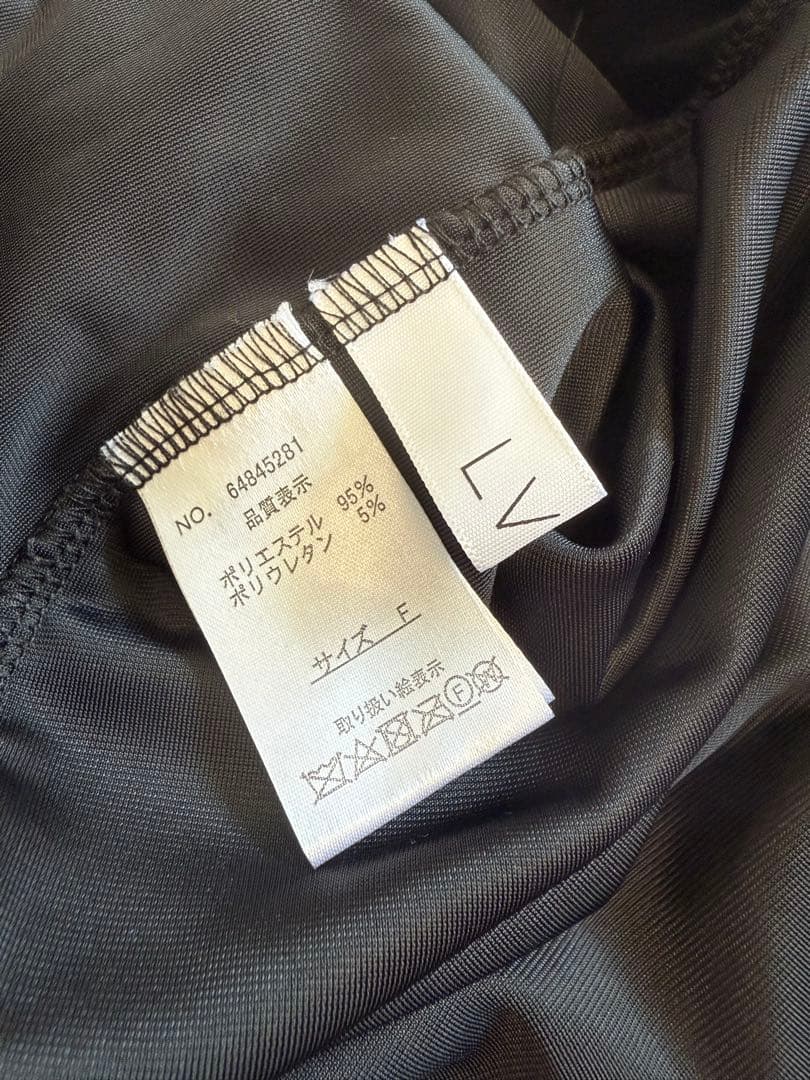 NO. 64845281
品質表示
ポリエステル 95%
ポリウレタン 5%
サイズ F
取り扱い絵表示
F
LV